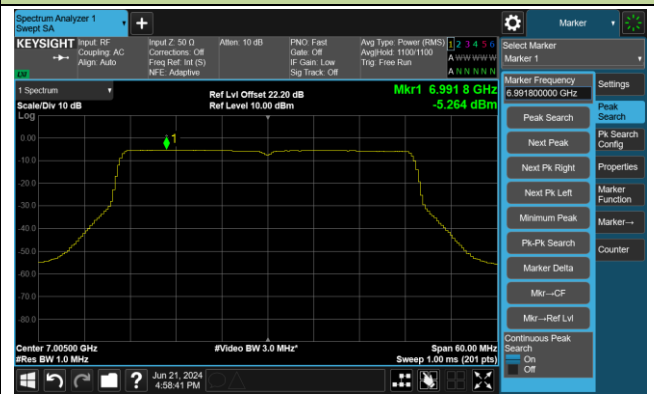 Spectrum Analyzer 1
Swept SA
+
Marker
KEYSIGHT
Input: RF
Coupling: AC
Align: Auto
Input Z: 50 Ω
Corrections: Off
Freq Ref: Int (S)
NFE: Adaptive
Atten: 10 dB
PNO: Fast
Gate: Off
IF Gain: Low
Sig Track: Off
Avg Type: Power (RMS)
Avg|Hold: 1100/1100
Trig: Free Run
1 2 3 4 5 6
A W W W W W
A N N N N N
Select Marker
Marker 1
1 Spectrum
Scale/Div 10 dB
Ref Lvl Offset 22.20 dB
Ref Level 10.00 dBm
Mkr1 6.991 8 GHz
-5.264 dBm
Log
1
0.00
-10.0
-20.0
-30.0
-40.0
-50.0
-60.0
-70.0
-80.0
Center 7.00500 GHz
#Res BW 1.0 MHz
#Video BW 3.0 MHz*
Span 60.00 MHz
Sweep 1.00 ms (201 pts)
Marker Frequency
6.991800000 GHz
Peak Search
Next Peak
Next Pk Right
Next Pk Left
Minimum Peak
Pk-Pk Search
Marker Delta
Mkr→CF
Mkr→Ref Lvl
Continuous Peak
Search
On
Off
Settings
Peak
Search
Pk Search
Config
Properties
Marker
Function
Marker→
Counter
?
Jun 21, 2024
4:58:41 PM